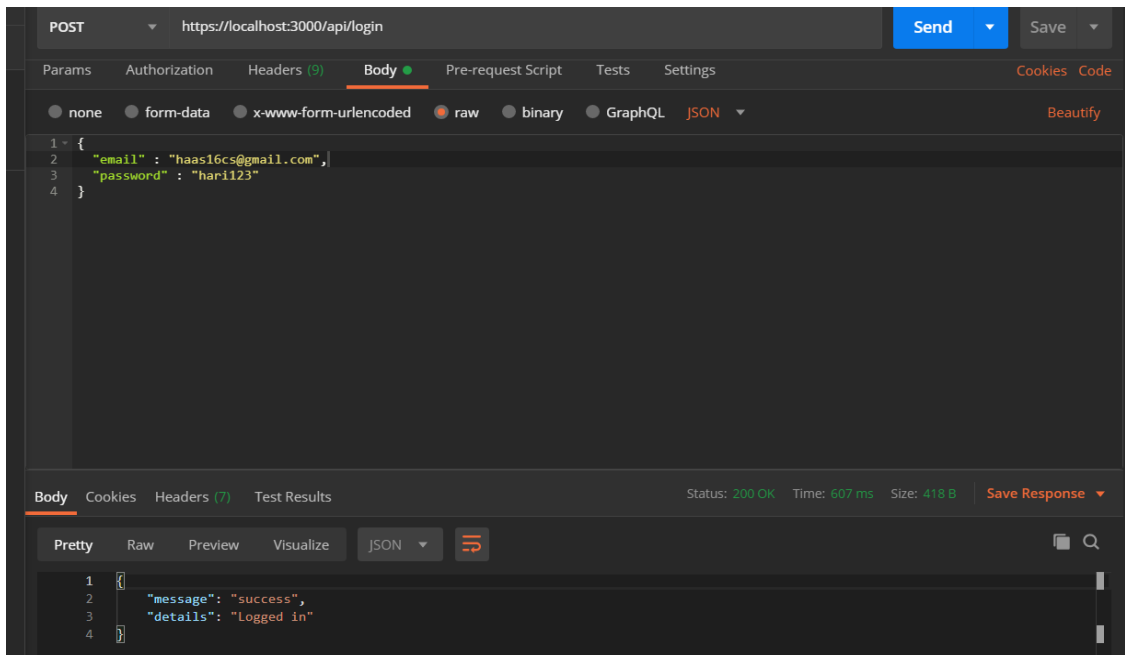 POST https://localhost:3000/api/login Send Save
Params Authorization Headers (9) Body Pre-request Script Tests Settings Cookies Code
none form-data x-www-form-urlencoded raw binary GraphQL JSON Beautify
1 {
2 "email" : "haas16cs@gmail.com",
3 "password" : "hari123"
4 }
Body Cookies Headers (7) Test Results Status: 200 OK Time: 607 ms Size: 418 B Save Response
Pretty Raw Preview Visualize JSON
1 {
2 "message": "success",
3 "details": "Logged in"
4 }